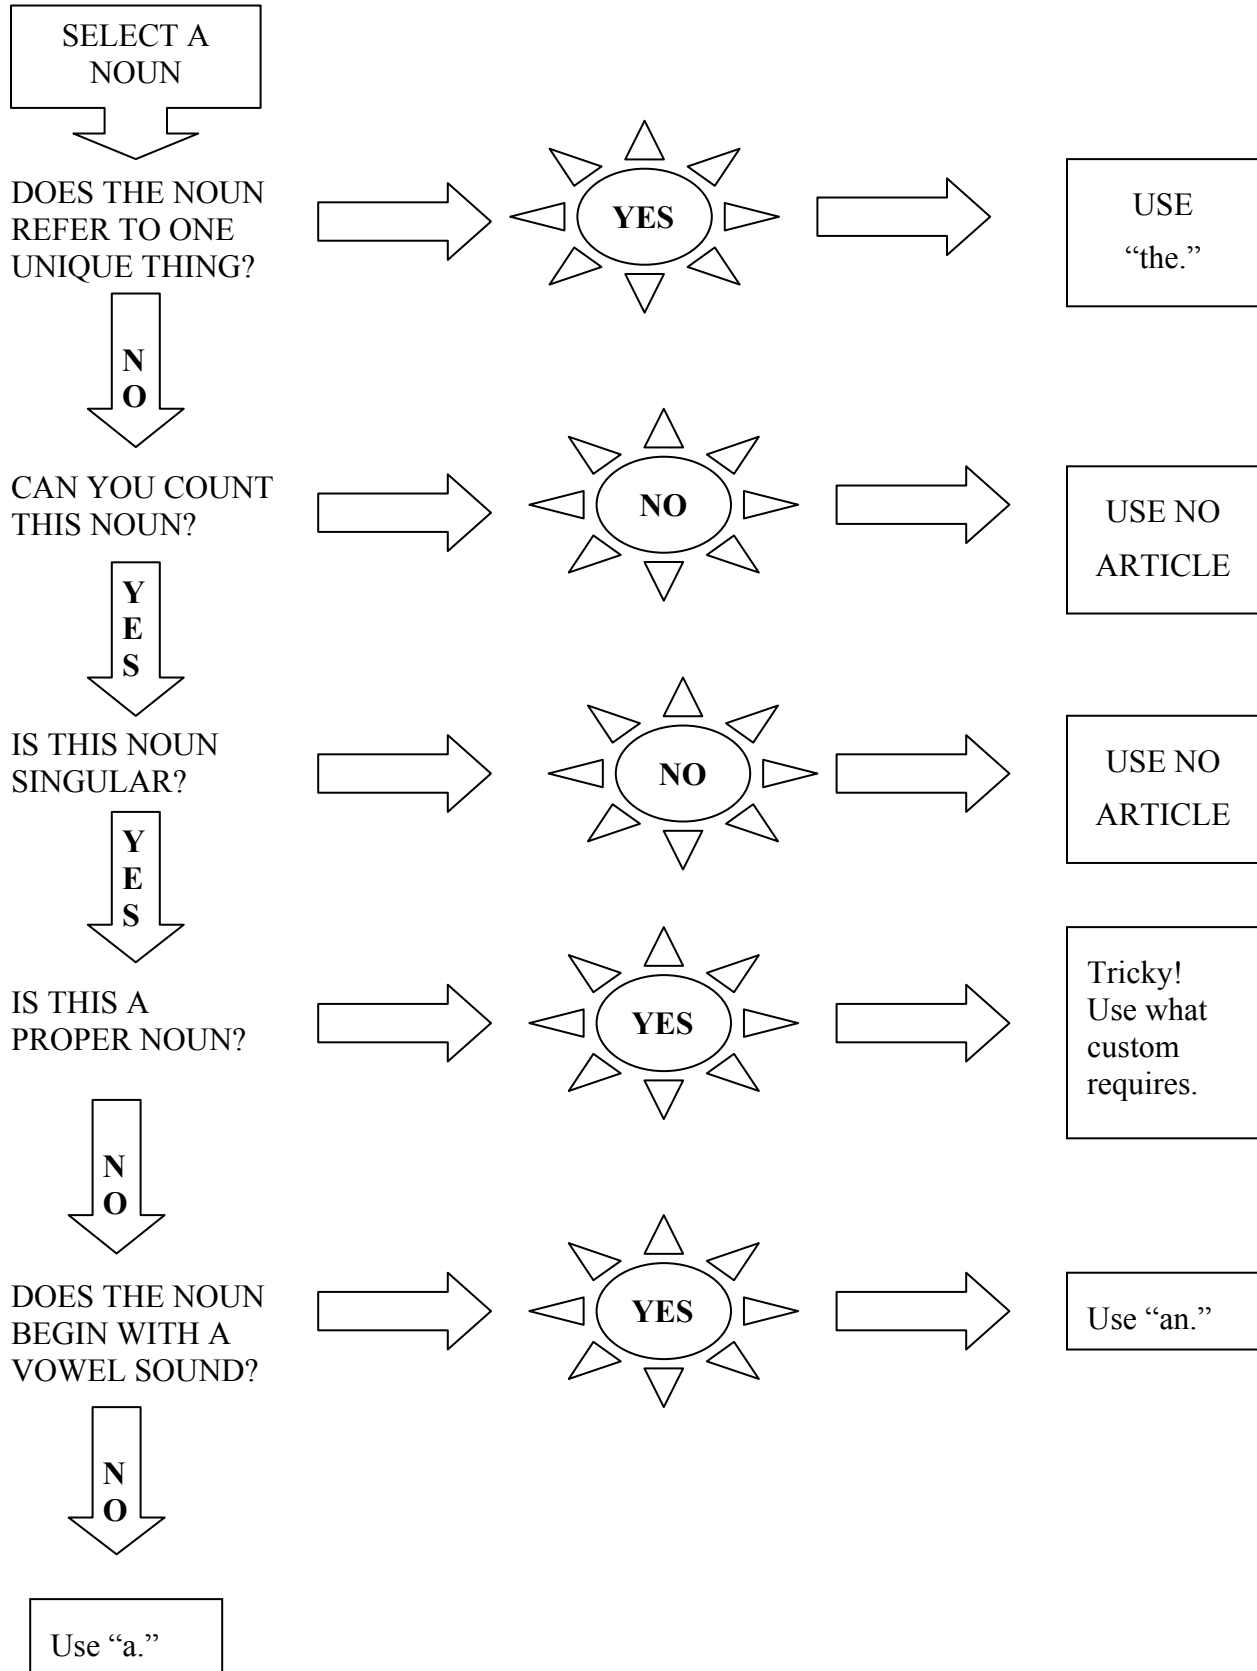 SELECT A
NOUN
DOES THE NOUN
REFER TO ONE
UNIQUE THING?
YES
USE
“the.”
N
O
CAN YOU COUNT
THIS NOUN?
NO
USE NO
ARTICLE
Y
E
S
IS THIS NOUN
SINGULAR?
NO
USE NO
ARTICLE
Y
E
S
IS THIS A
PROPER NOUN?
YES
Tricky!
Use what
custom
requires.
N
O
DOES THE NOUN
BEGIN WITH A
VOWEL SOUND?
YES
Use “an.”
N
O
Use “a.”